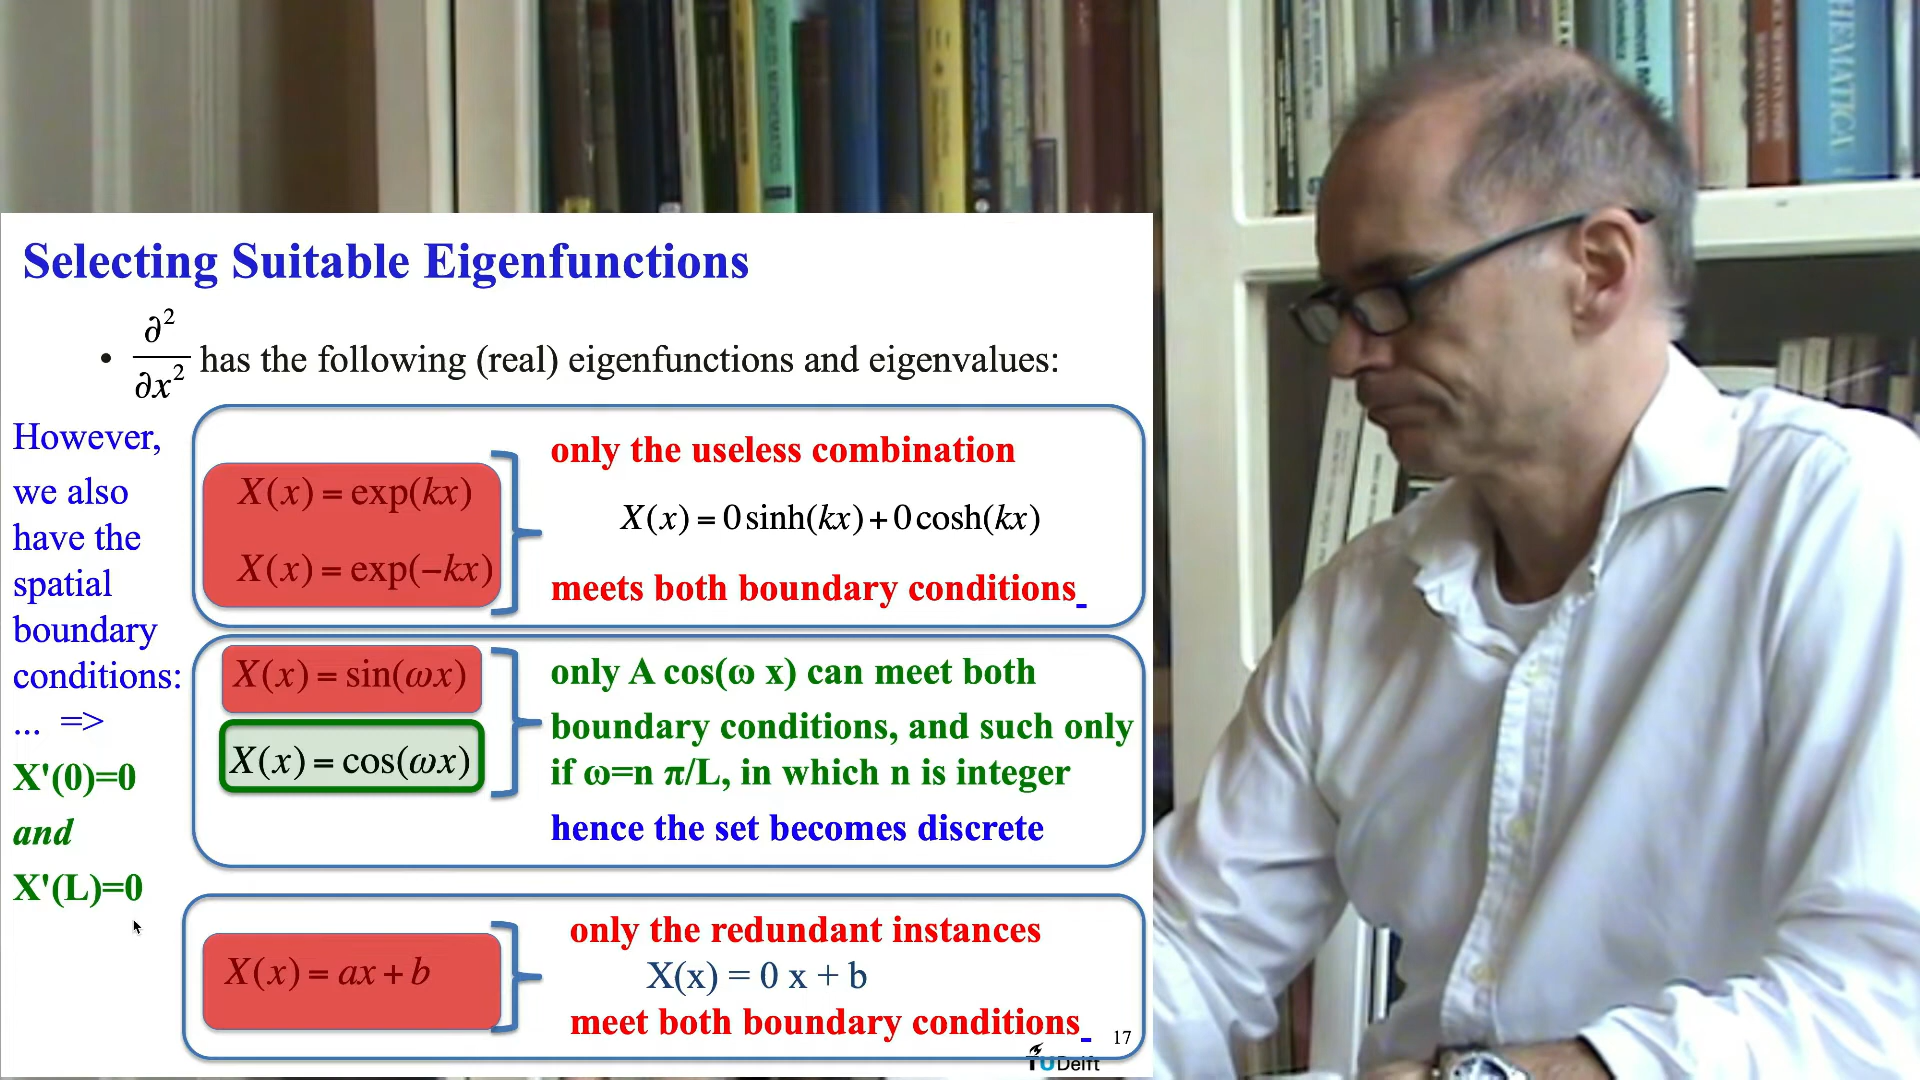 Selecting Suitable Eigenfunctions
• ∂²/∂x² has the following (real) eigenfunctions and eigenvalues:
However,
we also
have the
spatial
boundary
conditions:
... =>
X'(0)=0
and
X'(L)=0
X(x) = exp(kx)
X(x) = exp(−kx)
only the useless combination
X(x) = 0 sinh(kx) + 0 cosh(kx)
meets both boundary conditions
X(x) = sin(ωx)
X(x) = cos(ωx)
only A cos(ω x) can meet both
boundary conditions, and such only
if ω=n π/L, in which n is integer
hence the set becomes discrete
X(x) = ax + b
only the redundant instances
X(x) = 0 x + b
meet both boundary conditions
17
TU Delft
HEMATICA